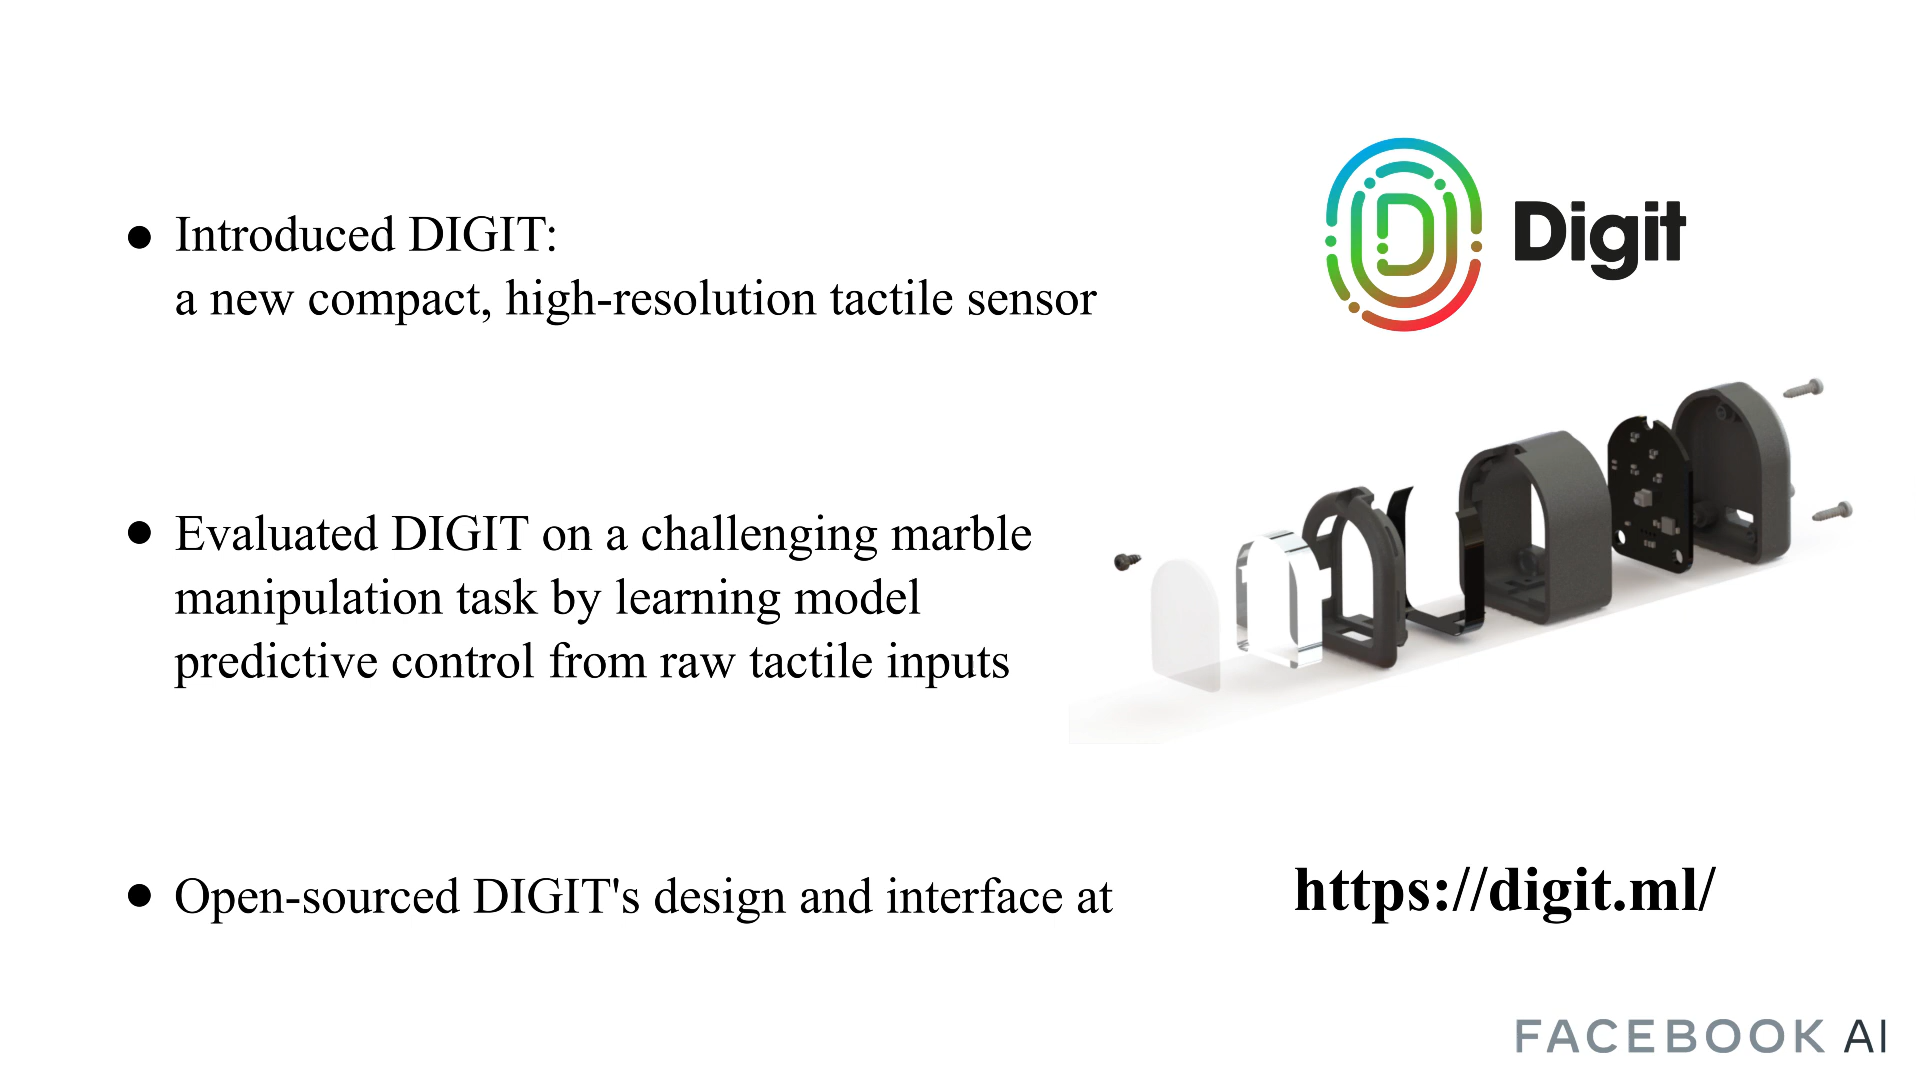 Digit
● Introduced DIGIT:
a new compact, high-resolution tactile sensor
● Evaluated DIGIT on a challenging marble
manipulation task by learning model
predictive control from raw tactile inputs
● Open-sourced DIGIT's design and interface at
https://digit.ml/
FACEBOOK AI